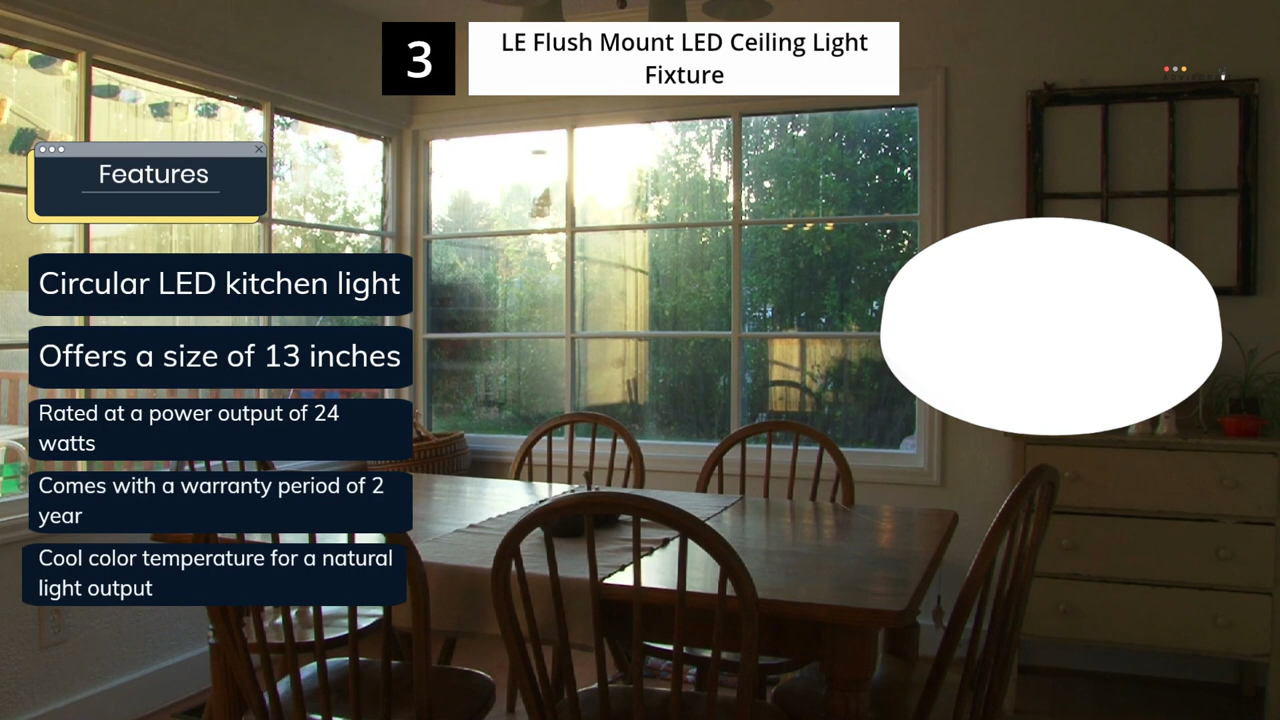 3
LE Flush Mount LED Ceiling Light
Fixture
Features
Circular LED kitchen light
Offers a size of 13 inches
Rated at a power output of 24
watts
Comes with a warranty period of 2
year
Cool color temperature for a natural
light output